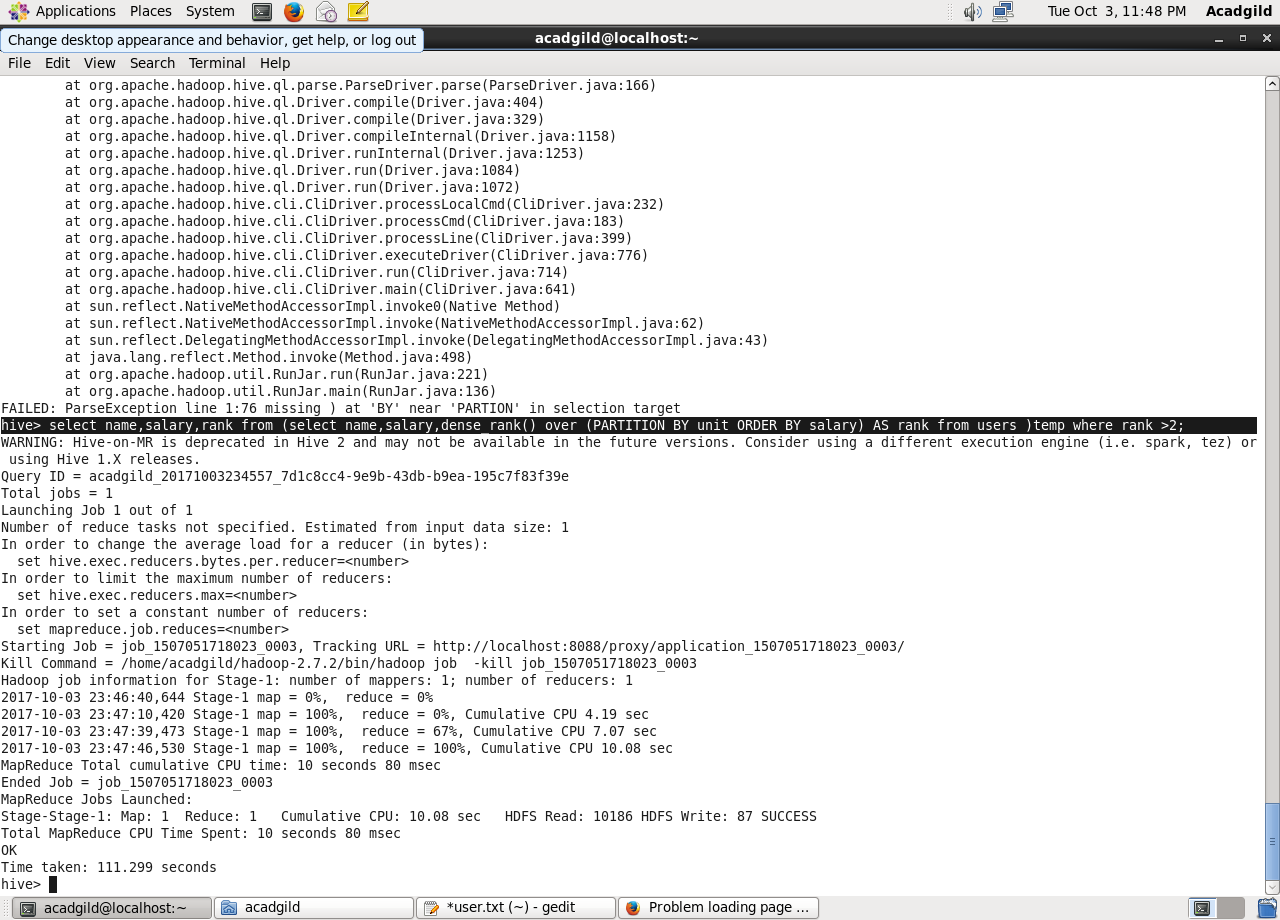 Applications Places System Tue Oct 3, 11:48 PM Acadgild
Change desktop appearance and behavior, get help, or log out acadgild@localhost:~
File Edit View Search Terminal Help
at org.apache.hadoop.hive.ql.parse.ParseDriver.parse(ParseDriver.java:166)
at org.apache.hadoop.hive.ql.Driver.compile(Driver.java:404)
at org.apache.hadoop.hive.ql.Driver.compile(Driver.java:329)
at org.apache.hadoop.hive.ql.Driver.compileInternal(Driver.java:1158)
at org.apache.hadoop.hive.ql.Driver.runInternal(Driver.java:1253)
at org.apache.hadoop.hive.ql.Driver.run(Driver.java:1084)
at org.apache.hadoop.hive.ql.Driver.run(Driver.java:1072)
at org.apache.hadoop.hive.cli.CliDriver.processLocalCmd(CliDriver.java:232)
at org.apache.hadoop.hive.cli.CliDriver.processCmd(CliDriver.java:183)
at org.apache.hadoop.hive.cli.CliDriver.processLine(CliDriver.java:399)
at org.apache.hadoop.hive.cli.CliDriver.executeDriver(CliDriver.java:776)
at org.apache.hadoop.hive.cli.CliDriver.run(CliDriver.java:714)
at org.apache.hadoop.hive.cli.CliDriver.main(CliDriver.java:641)
at sun.reflect.NativeMethodAccessorImpl.invoke0(Native Method)
at sun.reflect.NativeMethodAccessorImpl.invoke(NativeMethodAccessorImpl.java:62)
at sun.reflect.DelegatingMethodAccessorImpl.invoke(DelegatingMethodAccessorImpl.java:43)
at java.lang.reflect.Method.invoke(Method.java:498)
at org.apache.hadoop.util.RunJar.run(RunJar.java:221)
at org.apache.hadoop.util.RunJar.main(RunJar.java:136)
FAILED: ParseException line 1:76 missing ) at 'BY' near 'PARTION' in selection target
hive> select name,salary,rank from (select name,salary,dense_rank() over (PARTITION BY unit ORDER BY salary) AS rank from users )temp where rank >2;
WARNING: Hive-on-MR is deprecated in Hive 2 and may not be available in the future versions. Consider using a different execution engine (i.e. spark, tez) or
using Hive 1.X releases.
Query ID = acadgild_20171003234557_7d1c8cc4-9e9b-43db-b9ea-195c7f83f39e
Total jobs = 1
Launching Job 1 out of 1
Number of reduce tasks not specified. Estimated from input data size: 1
In order to change the average load for a reducer (in bytes):
set hive.exec.reducers.bytes.per.reducer=<number>
In order to limit the maximum number of reducers:
set hive.exec.reducers.max=<number>
In order to set a constant number of reducers:
set mapreduce.job.reduces=<number>
Starting Job = job_1507051718023_0003, Tracking URL = http://localhost:8088/proxy/application_1507051718023_0003/
Kill Command = /home/acadgild/hadoop-2.7.2/bin/hadoop job  -kill job_1507051718023_0003
Hadoop job information for Stage-1: number of mappers: 1; number of reducers: 1
2017-10-03 23:46:40,644 Stage-1 map = 0%,  reduce = 0%
2017-10-03 23:47:10,420 Stage-1 map = 100%,  reduce = 0%, Cumulative CPU 4.19 sec
2017-10-03 23:47:39,473 Stage-1 map = 100%,  reduce = 67%, Cumulative CPU 7.07 sec
2017-10-03 23:47:46,530 Stage-1 map = 100%,  reduce = 100%, Cumulative CPU 10.08 sec
MapReduce Total cumulative CPU time: 10 seconds 80 msec
Ended Job = job_1507051718023_0003
MapReduce Jobs Launched:
Stage-Stage-1: Map: 1  Reduce: 1   Cumulative CPU: 10.08 sec   HDFS Read: 10186 HDFS Write: 87 SUCCESS
Total MapReduce CPU Time Spent: 10 seconds 80 msec
OK
Time taken: 111.299 seconds
hive>
acadgild@localhost:~ acadgild *user.txt (~) - gedit Problem loading page ...